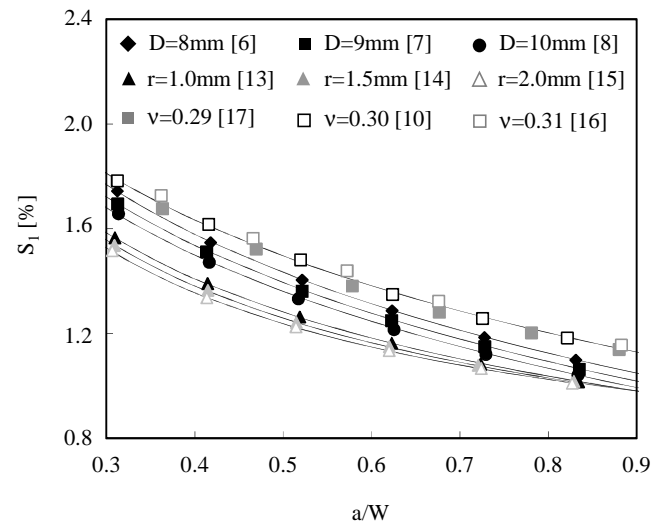 2.4
D=8mm [6] D=9mm [7] D=10mm [8]
r=1.0mm [13] r=1.5mm [14] r=2.0mm [15]
ν=0.29 [17] ν=0.30 [10] ν=0.31 [16]
2.0
1.6
S₁ [%]
1.2
0.8
0.3 0.4 0.5 0.6 0.7 0.8 0.9
a/W